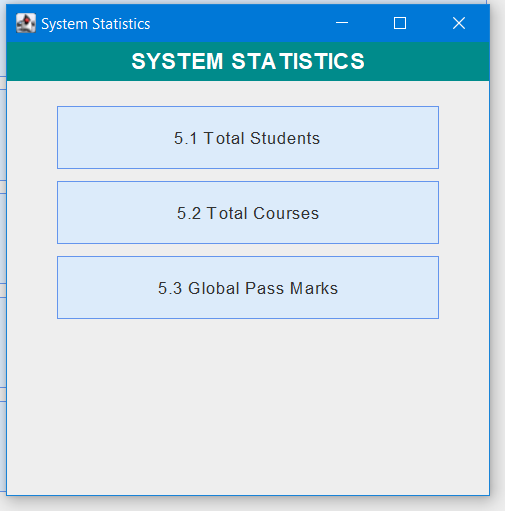 System Statistics
SYSTEM STATISTICS
5.1 Total Students
5.2 Total Courses
5.3 Global Pass Marks